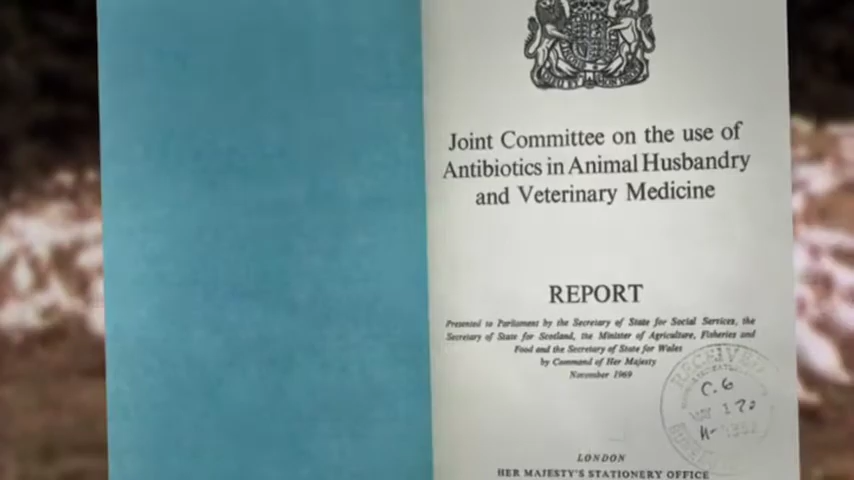 Joint Committee on the use of
Antibiotics in Animal Husbandry
and Veterinary Medicine
REPORT
Presented to Parliament by the Secretary of State for Social Services, the
Secretary of State for Scotland, the Minister of Agriculture, Fisheries and
Food and the Secretary of State for Wales
by Command of Her Majesty
November 1969
RECEIVED
C. 6
LONDON
HER MAJESTY'S STATIONERY OFFICE